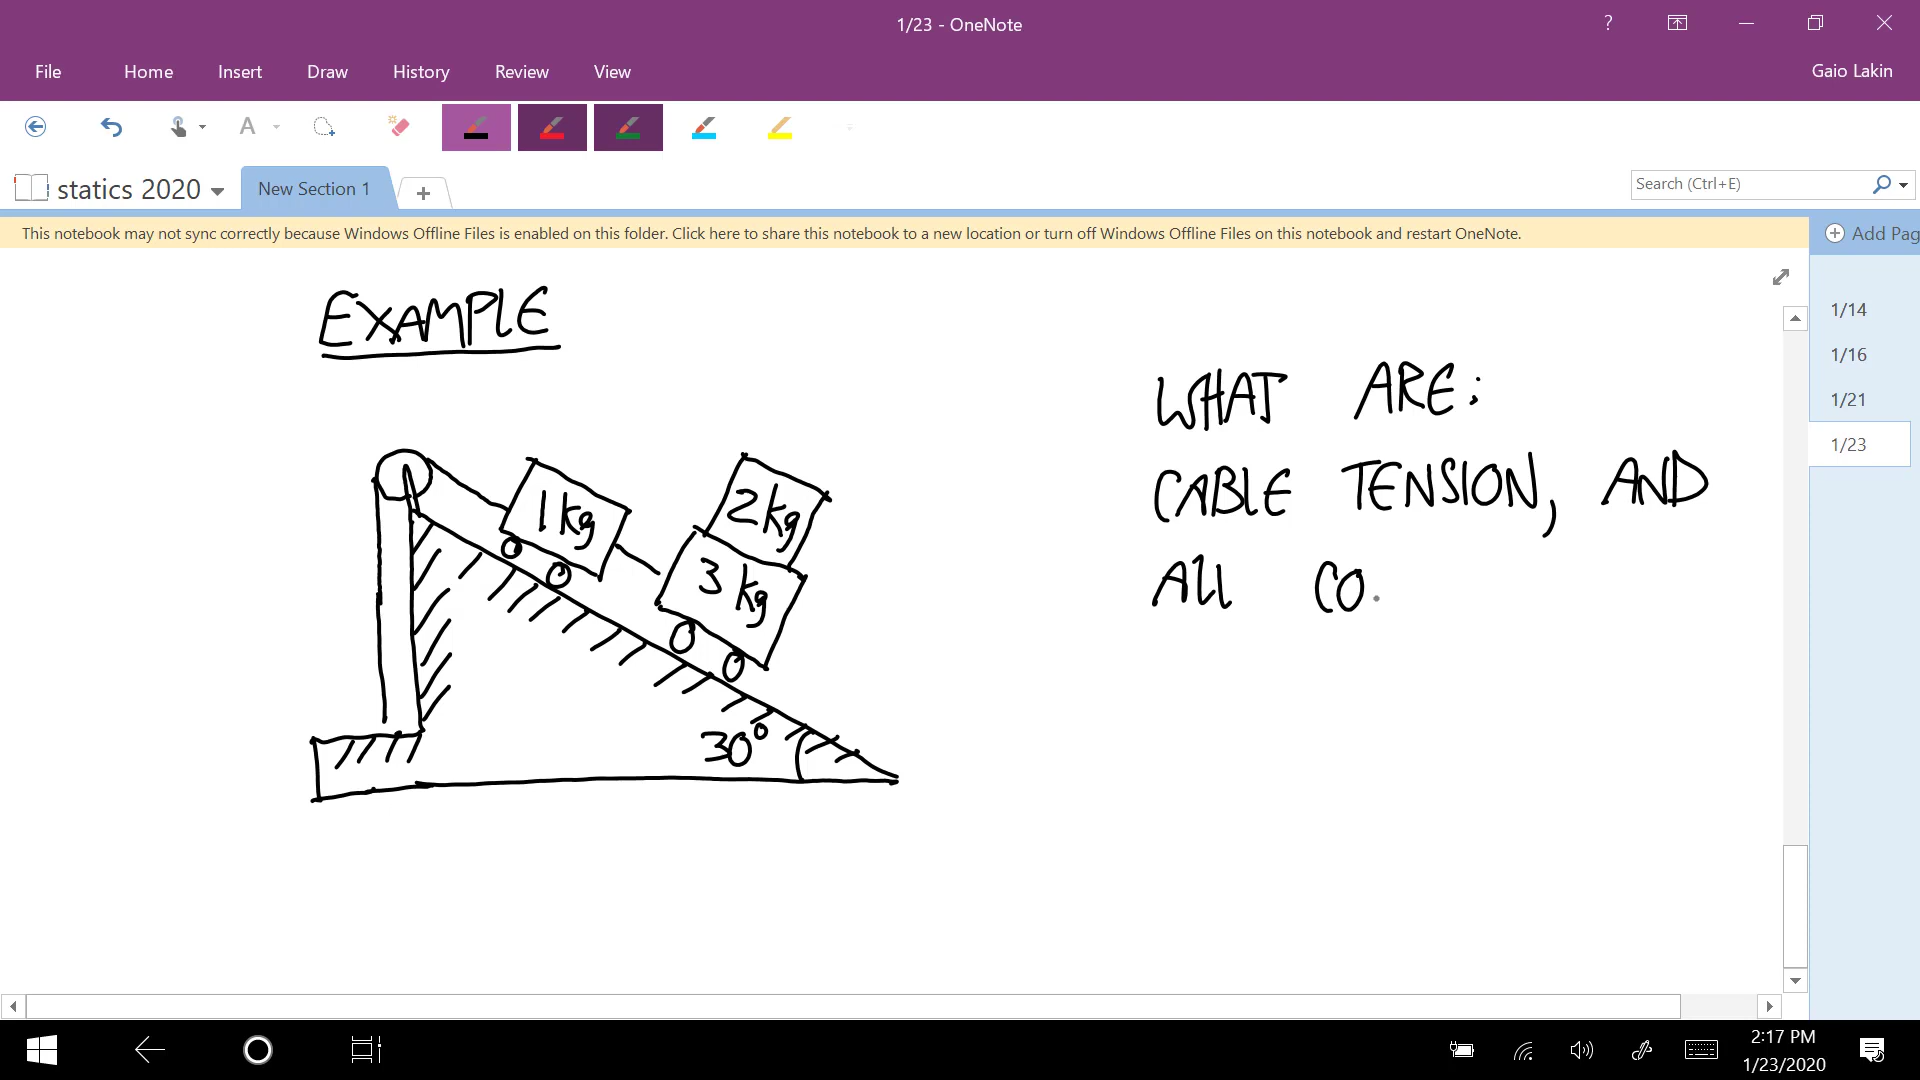 1/23 - OneNote
?
File Home Insert Draw History Review View
Gaio Lakin
A
statics 2020
New Section 1
+
Search (Ctrl+E)
This notebook may not sync correctly because Windows Offline Files is enabled on this folder. Click here to share this notebook to a new location or turn off Windows Offline Files on this notebook and restart OneNote.
Add Pag
1/14
1/16
1/21
1/23
EXAMPLE
1kg
2kg
3kg
30°
WHAT ARE:
CABLE TENSION, AND
ALL CO
2:17 PM
1/23/2020